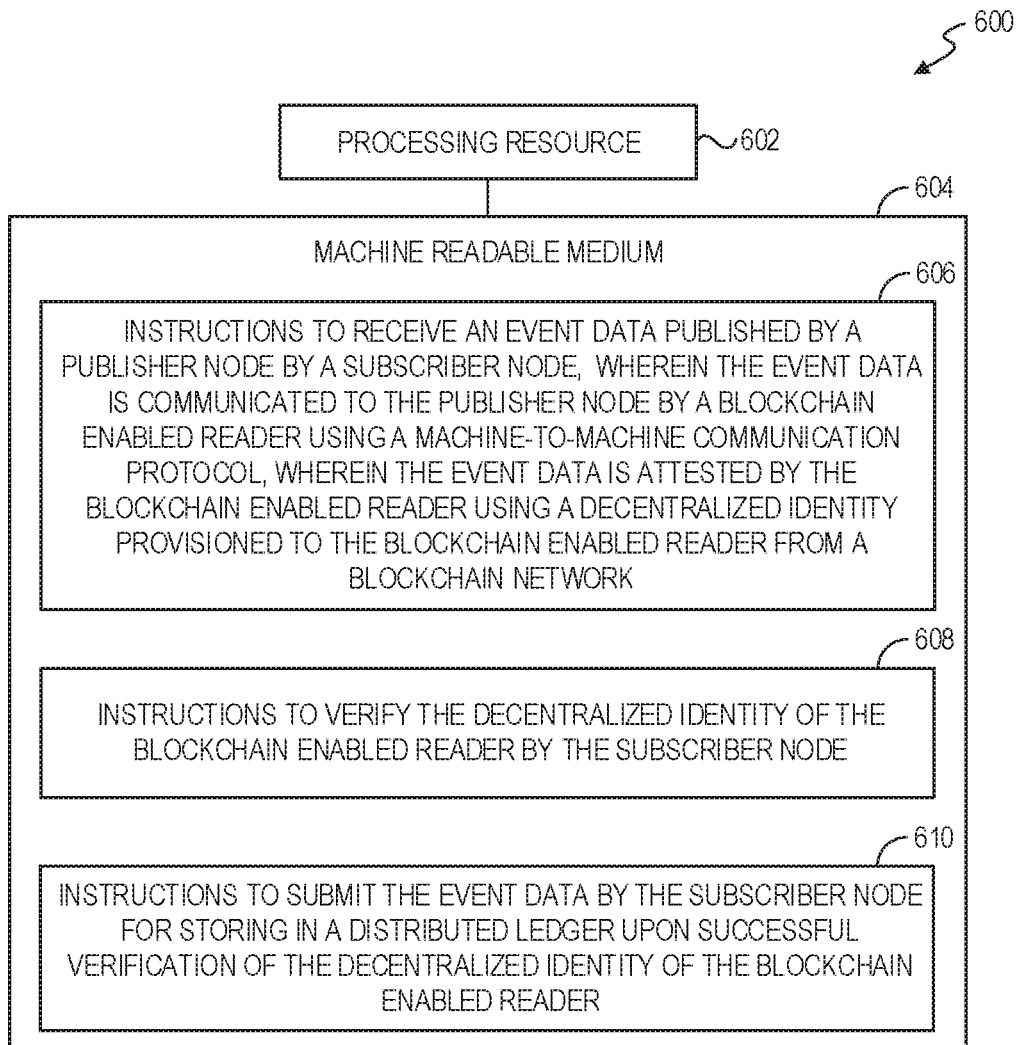 600
PROCESSING RESOURCE
602
604
MACHINE READABLE MEDIUM
606
INSTRUCTIONS TO RECEIVE AN EVENT DATA PUBLISHED BY A
PUBLISHER NODE BY A SUBSCRIBER NODE, WHEREIN THE EVENT DATA
IS COMMUNICATED TO THE PUBLISHER NODE BY A BLOCKCHAIN
ENABLED READER USING A MACHINE-TO-MACHINE COMMUNICATION
PROTOCOL, WHEREIN THE EVENT DATA IS ATTESTED BY THE
BLOCKCHAIN ENABLED READER USING A DECENTRALIZED IDENTITY
PROVISIONED TO THE BLOCKCHAIN ENABLED READER FROM A
BLOCKCHAIN NETWORK
608
INSTRUCTIONS TO VERIFY THE DECENTRALIZED IDENTITY OF THE
BLOCKCHAIN ENABLED READER BY THE SUBSCRIBER NODE
610
INSTRUCTIONS TO SUBMIT THE EVENT DATA BY THE SUBSCRIBER NODE
FOR STORING IN A DISTRIBUTED LEDGER UPON SUCCESSFUL
VERIFICATION OF THE DECENTRALIZED IDENTITY OF THE BLOCKCHAIN
ENABLED READER